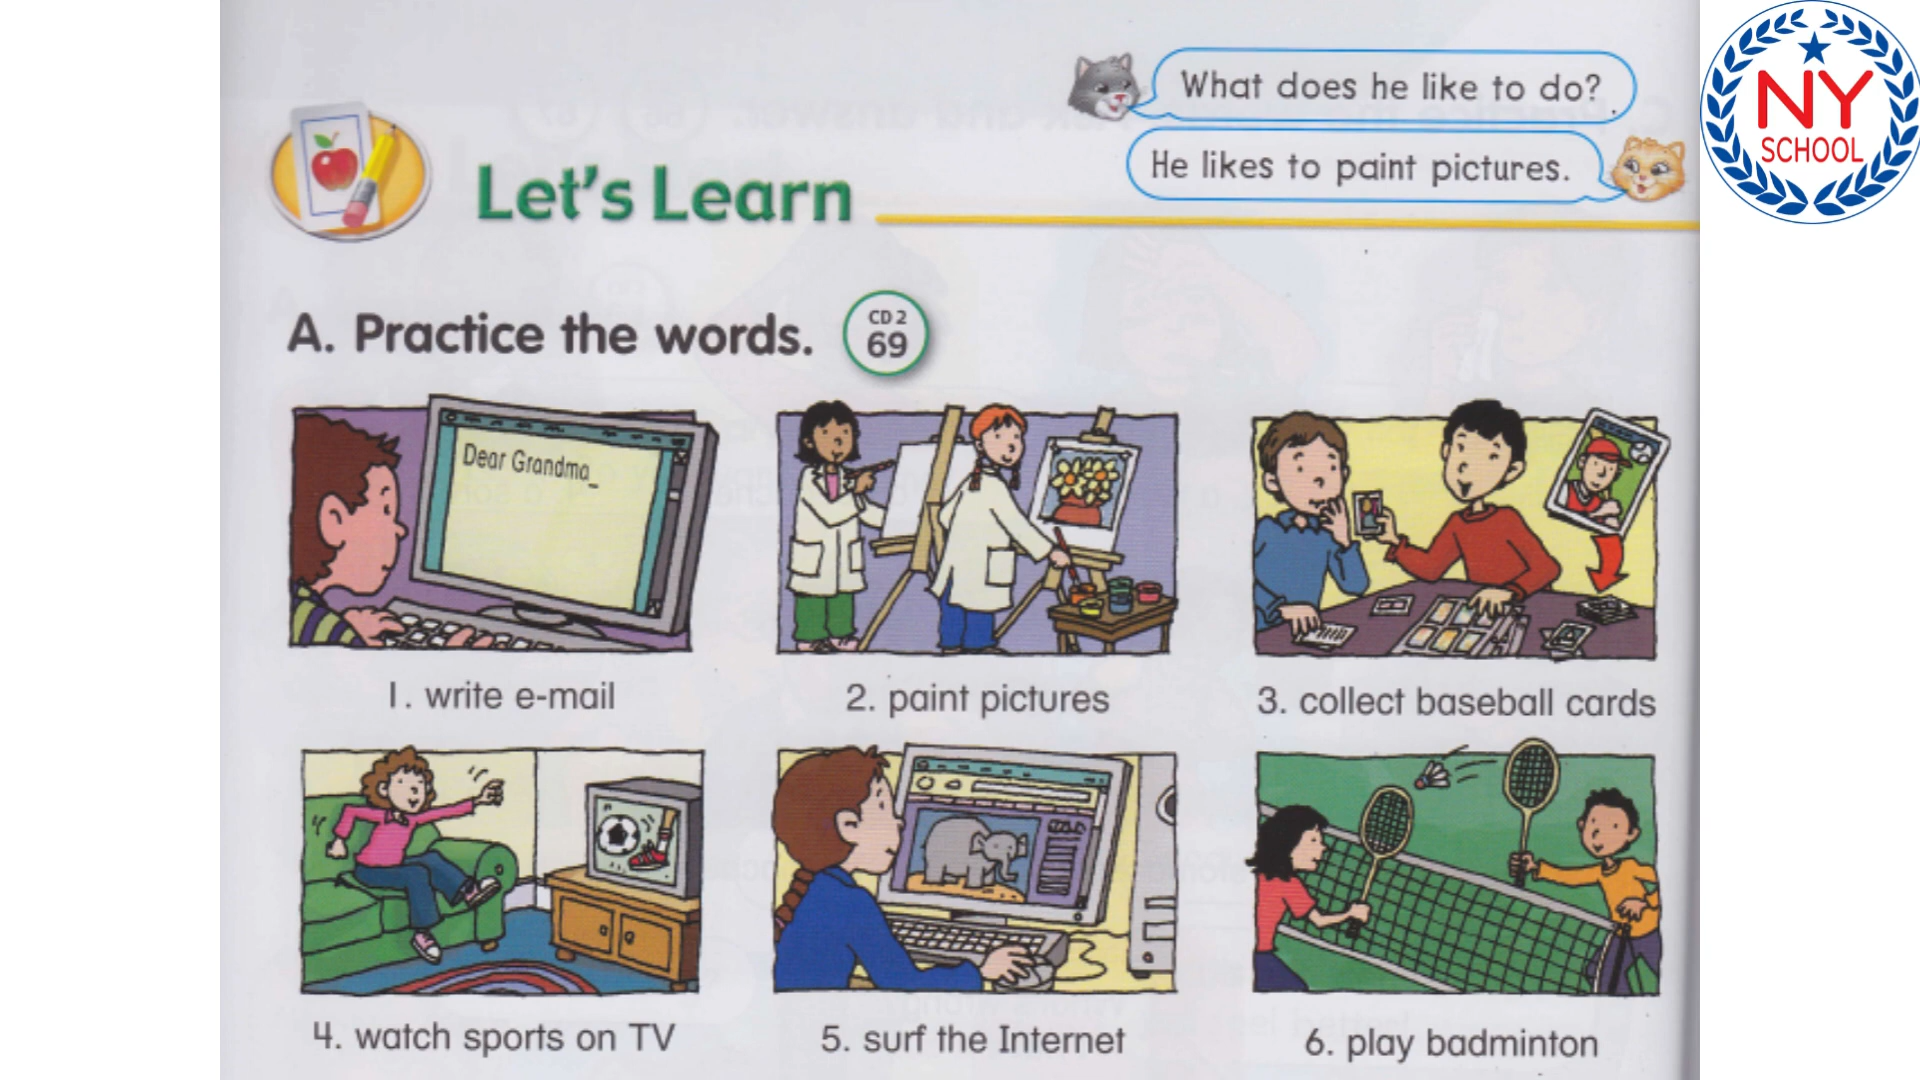 What does he like to do?
He likes to paint pictures.
NY
SCHOOL
Let's Learn
A. Practice the words.
CD 2
69
Dear Grandma_
1. write e-mail
2. paint pictures
3. collect baseball cards
4. watch sports on TV
5. surf the Internet
6. play badminton